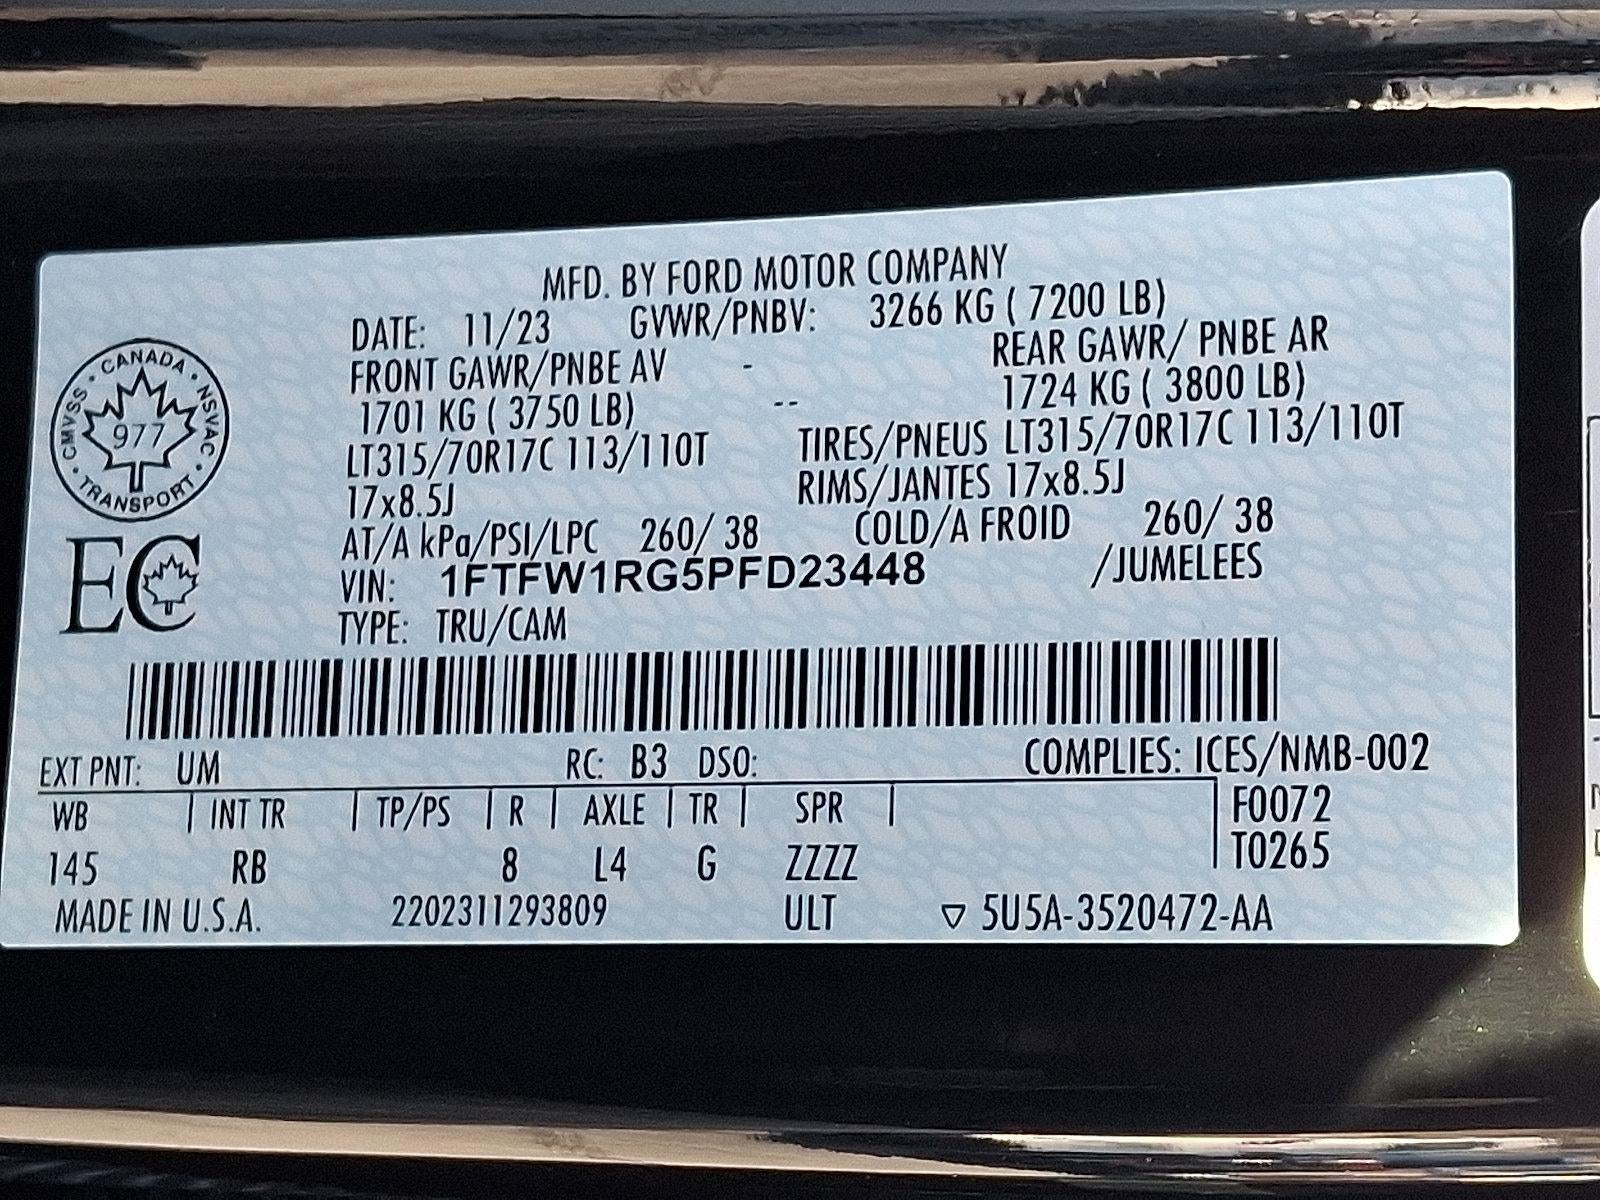 MFD. BY FORD MOTOR COMPANY
DATE: 11/23 GVWR/PNBV: 3266 KG ( 7200 LB)
FRONT GAWR/PNBE AV - REAR GAWR/ PNBE AR
1701 KG ( 3750 LB) -- 1724 KG ( 3800 LB)
LT315/70R17C 113/110T TIRES/PNEUS LT315/70R17C 113/110T
17x8.5J RIMS/JANTES 17x8.5J
AT/A kPa/PSI/LPC 260/ 38 COLD/A FROID 260/ 38
VIN: 1FTFW1RG5PFD23448 /JUMELEES
TYPE: TRU/CAM
CANADA · NSVAC · TRANSPORT · CMVSS ·
977
EC
EXT PNT: UM RC: B3 DSO: COMPLIES: ICES/NMB-002
WB | INT TR | TP/PS | R | AXLE | TR | SPR | F0072
145 RB 8 L4 G ZZZZ T0265
MADE IN U.S.A. 2202311293809 ULT ▽ 5U5A-3520472-AA